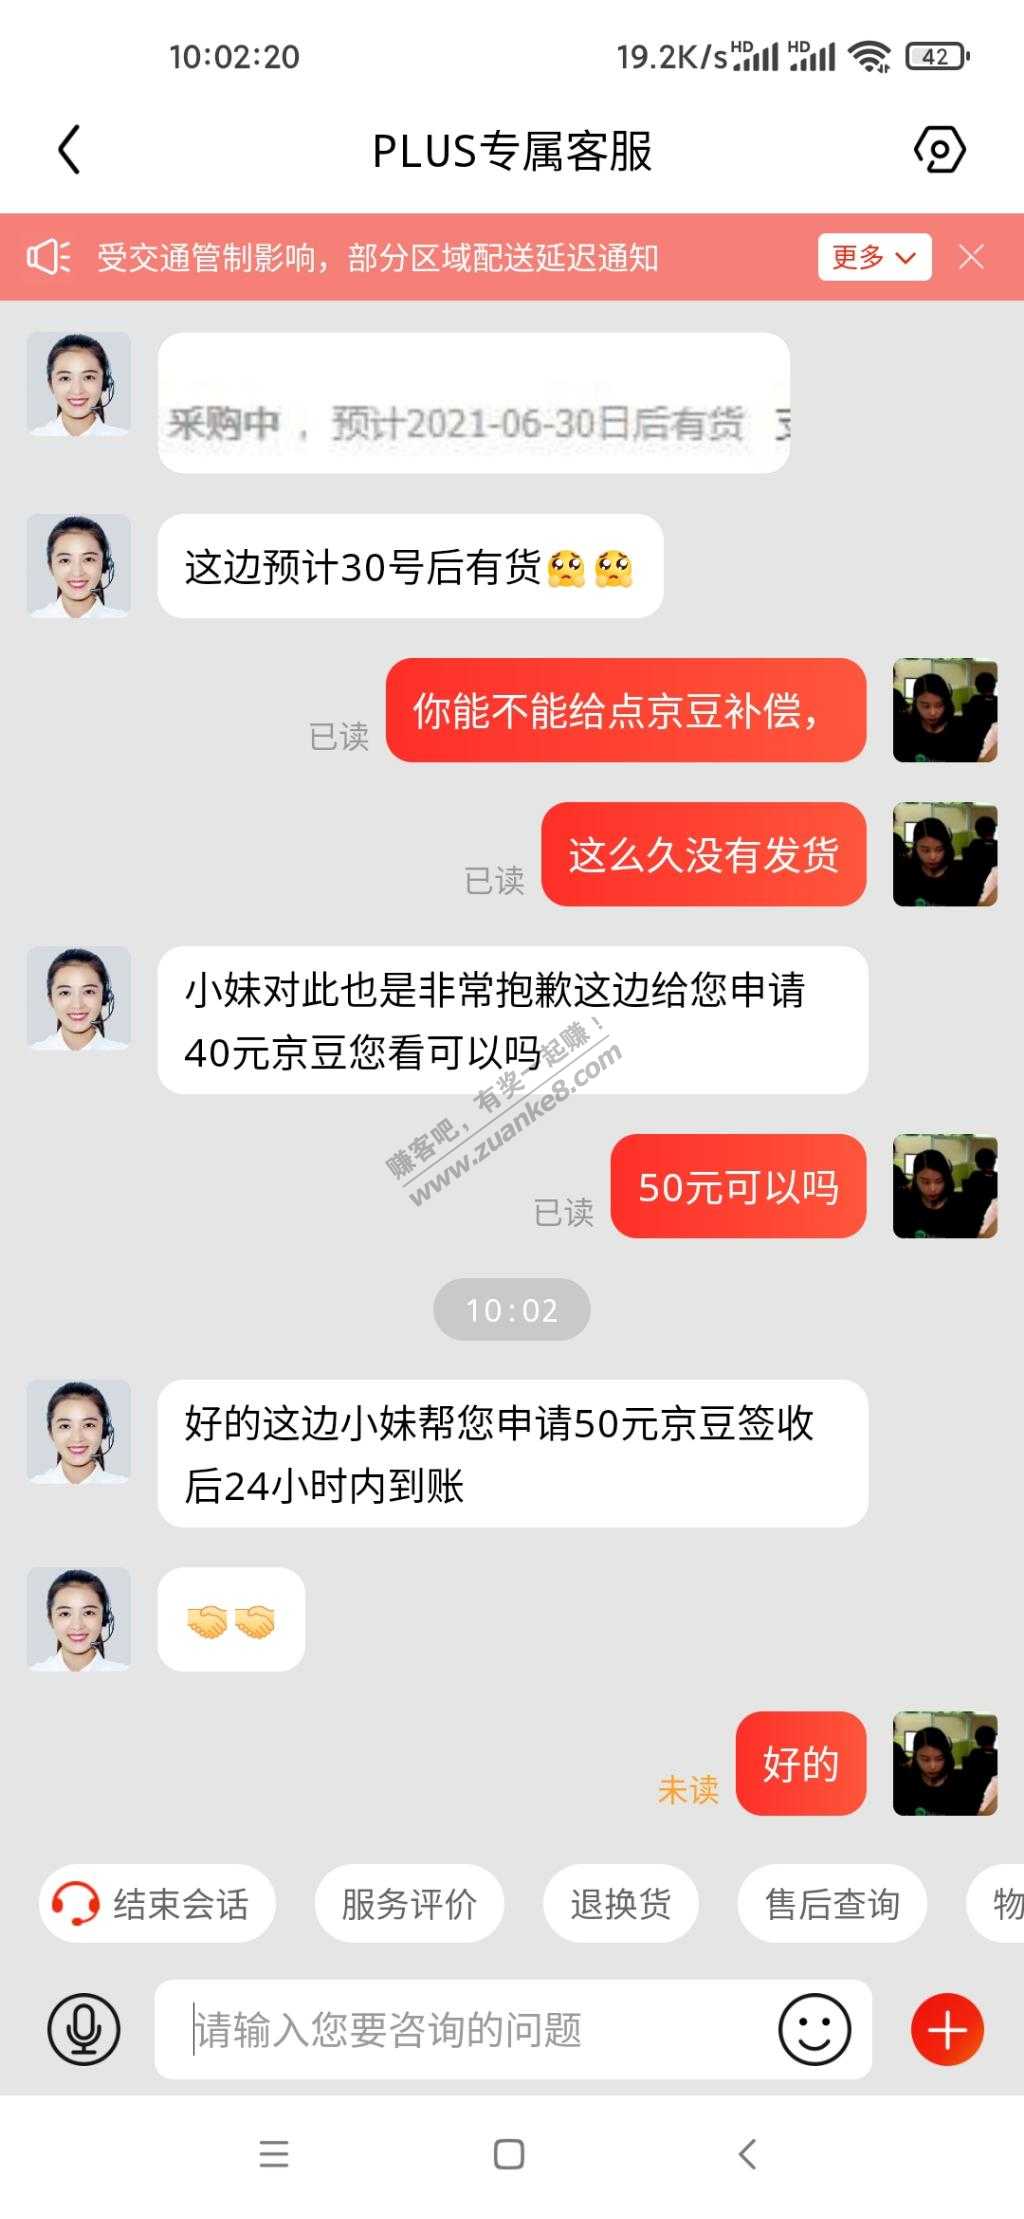 10:02:20
19.2K/s HD HD 42
PLUS专属客服
受交通管制影响，部分区域配送延迟通知
更多
采购中，预计2021-06-30日后有货
这边预计30号后有货🥺🥺
你能不能给点京豆补偿，
已读
这么久没有发货
已读
小妹对此也是非常抱歉这边给您申请
40元京豆您看可以吗
赚客吧，有奖一起赚！
www.zuanke8.com
50元可以吗
已读
10:02
好的这边小妹帮您申请50元京豆签收
后24小时内到账
🤝🤝
好的
未读
结束会话
服务评价
退换货
售后查询
物
请输入您要咨询的问题